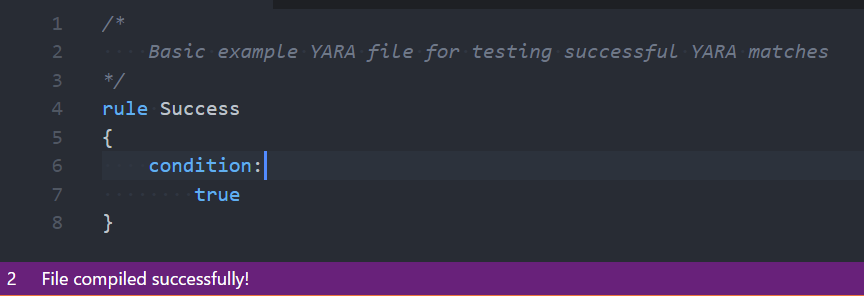 1 /*
2 Basic example YARA file for testing successful YARA matches
3 */
4 rule Success
5 {
6 condition:
7 true
8 }
2 File compiled successfully!